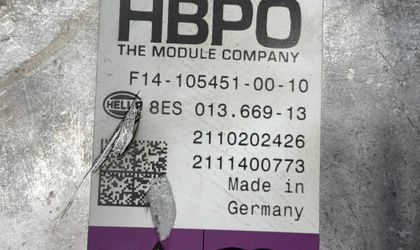 HBPO
THE MODULE COMPANY
F14-105451-00-10
HELLA 8ES 013.669-13
2110202426
2111400773
Made in
Germany